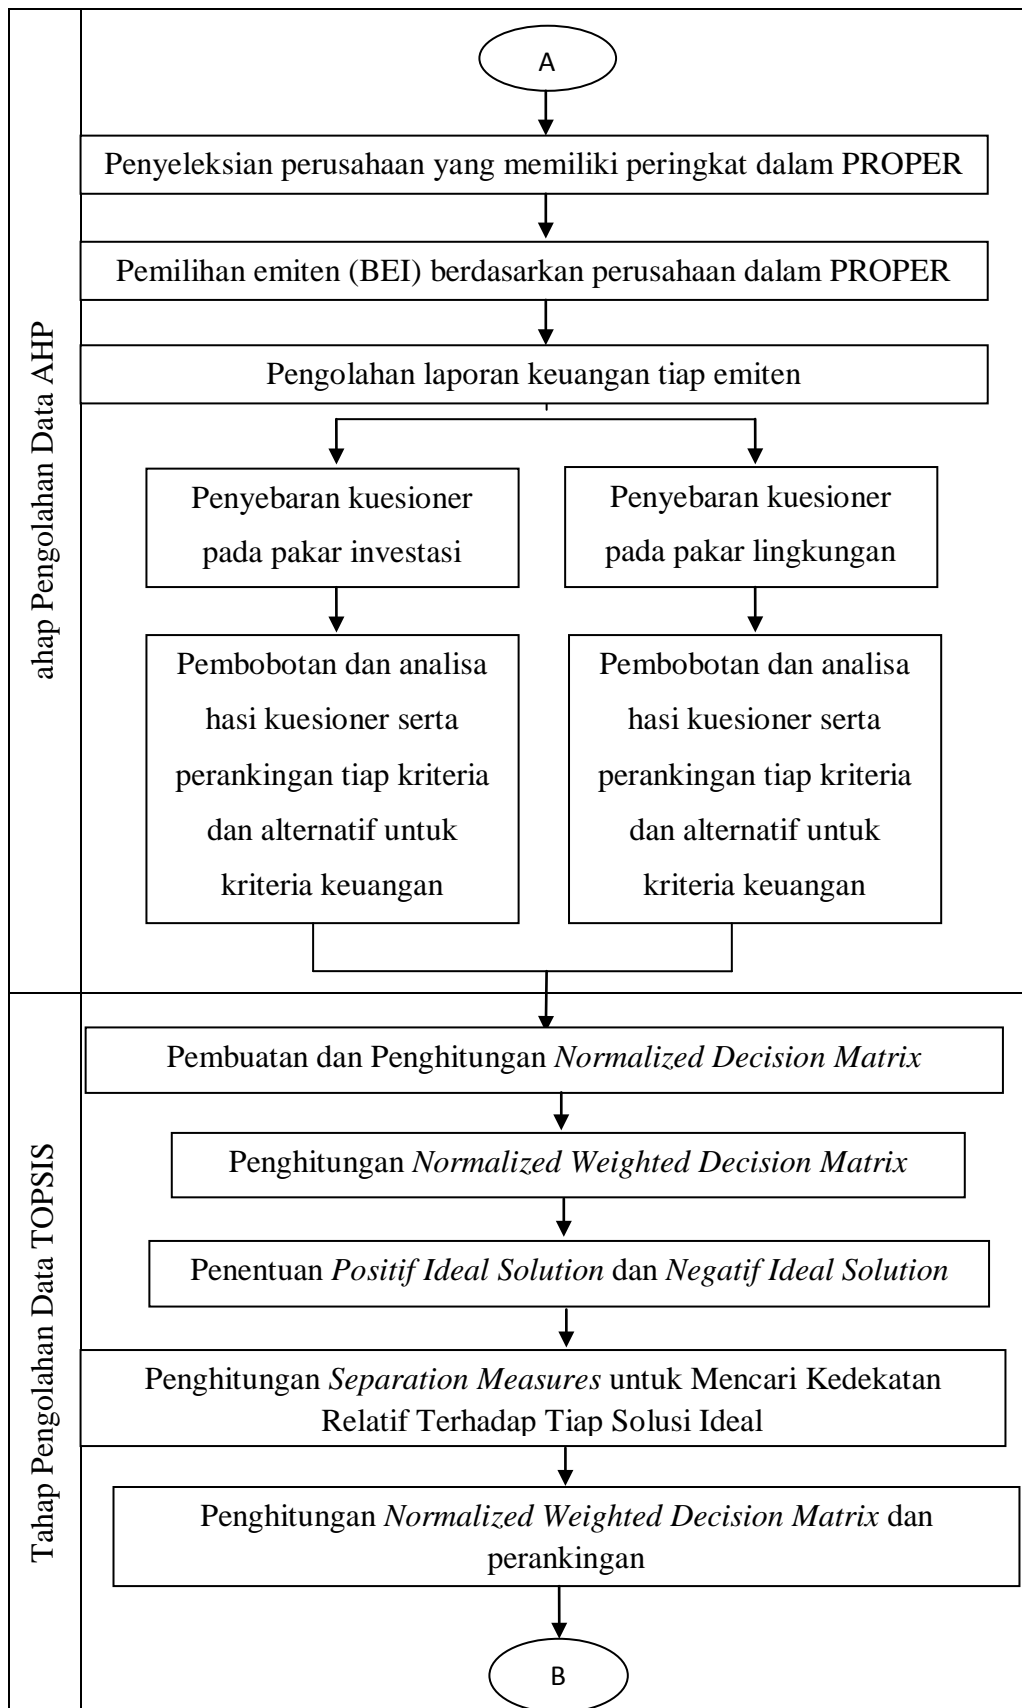 A
Penyeleksian perusahaan yang memiliki peringkat dalam PROPER
Pemilihan emiten (BEI) berdasarkan perusahaan dalam PROPER
Pengolahan laporan keuangan tiap emiten
ahap Pengolahan Data AHP
Penyebaran kuesioner
pada pakar investasi
Penyebaran kuesioner
pada pakar lingkungan
Pembobotan dan analisa
hasi kuesioner serta
perankingan tiap kriteria
dan alternatif untuk
kriteria keuangan
Pembobotan dan analisa
hasi kuesioner serta
perankingan tiap kriteria
dan alternatif untuk
kriteria keuangan
Tahap Pengolahan Data TOPSIS
Pembuatan dan Penghitungan Normalized Decision Matrix
Penghitungan Normalized Weighted Decision Matrix
Penentuan Positif Ideal Solution dan Negatif Ideal Solution
Penghitungan Separation Measures untuk Mencari Kedekatan
Relatif Terhadap Tiap Solusi Ideal
Penghitungan Normalized Weighted Decision Matrix dan
perankingan
B